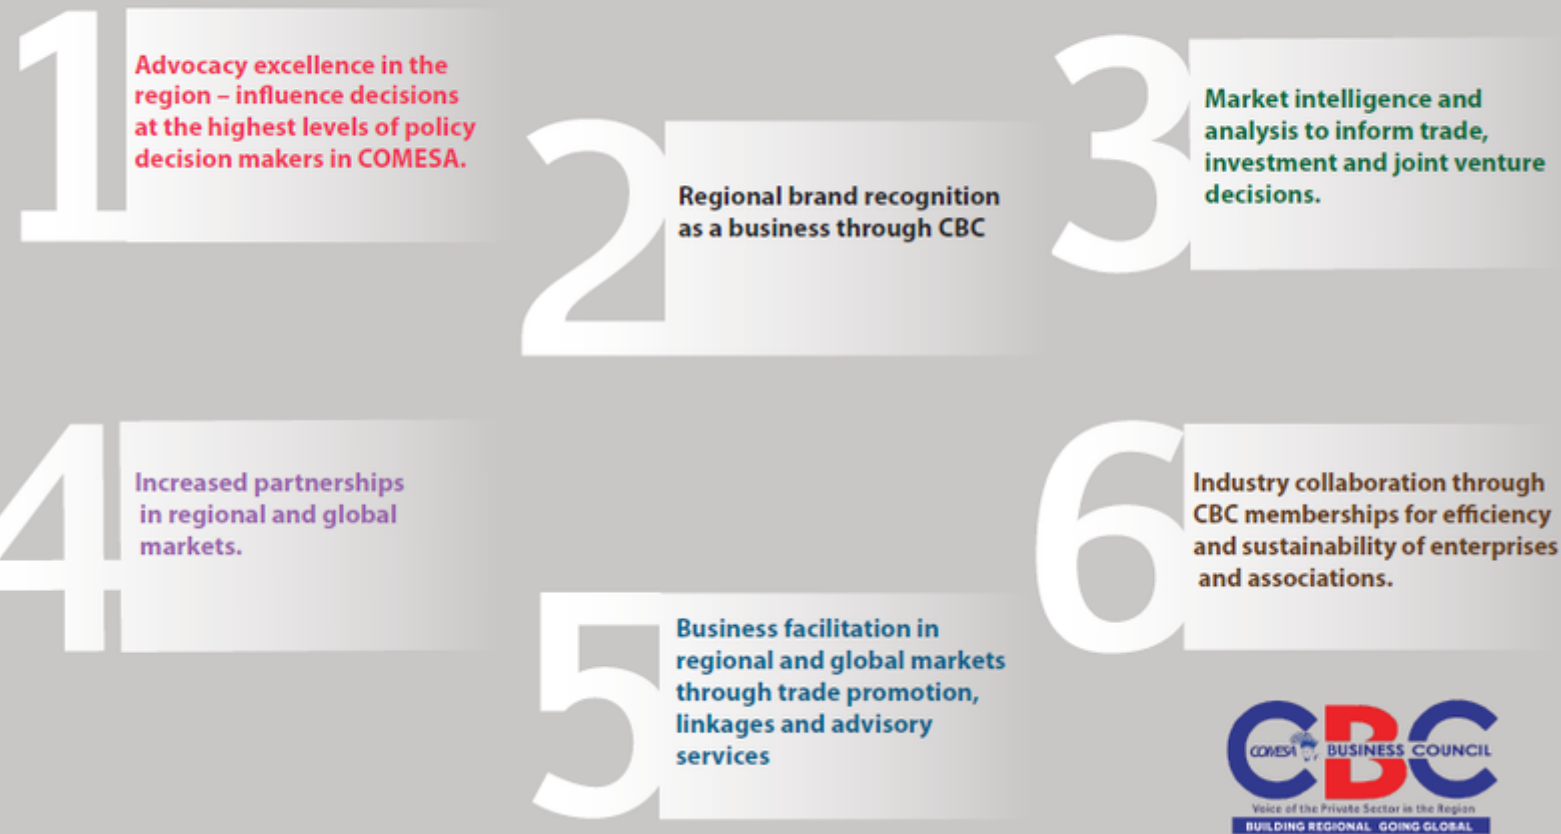 1
Advocacy excellence in the
region – influence decisions
at the highest levels of policy
decision makers in COMESA.
2
Regional brand recognition
as a business through CBC
3
Market intelligence and
analysis to inform trade,
investment and joint venture
decisions.
4
Increased partnerships
in regional and global
markets.
5
Business facilitation in
regional and global markets
through trade promotion,
linkages and advisory
services
6
Industry collaboration through
CBC memberships for efficiency
and sustainability of enterprises
and associations.
CBC
COMESA BUSINESS COUNCIL
Voice of the Private Sector in the Region
BUILDING REGIONAL GOING GLOBAL